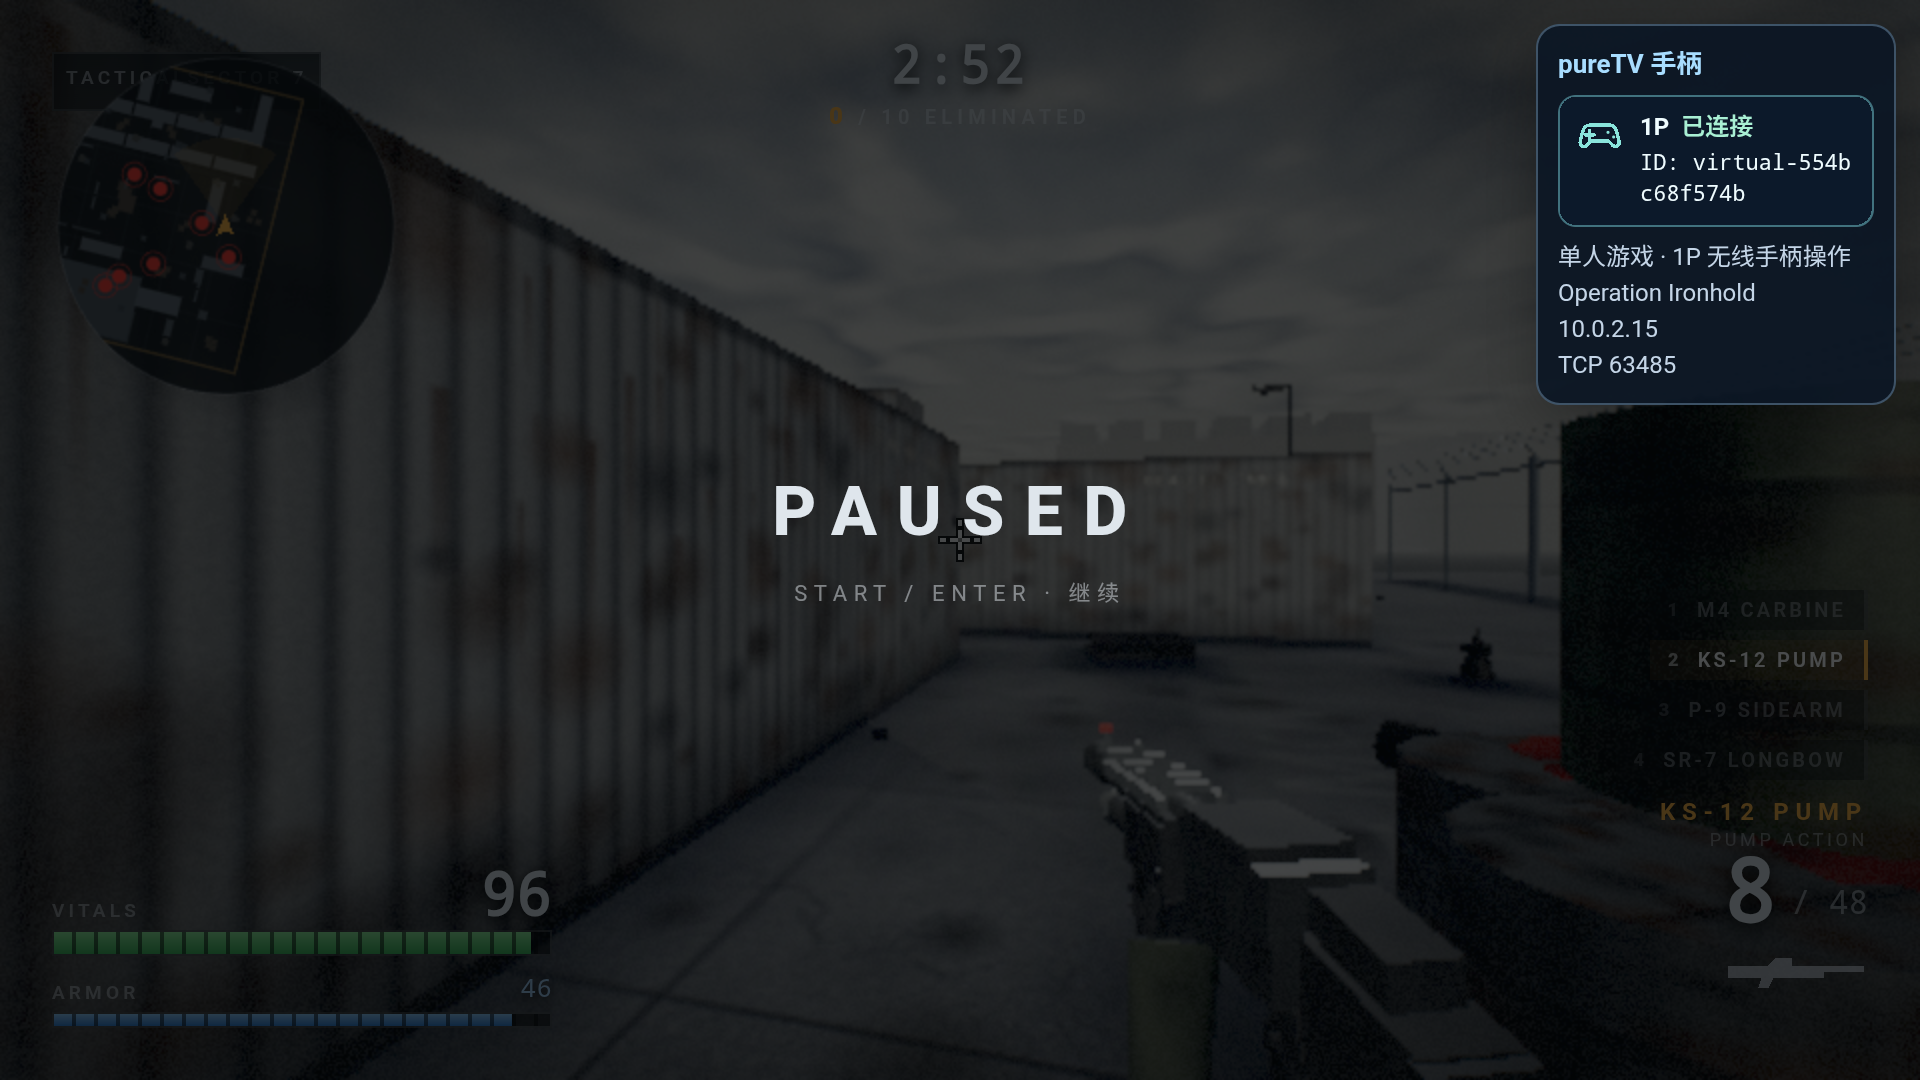 TACTICAL SECTOR 7
2:52
0 / 10 ELIMINATED
pureTV 手柄
1P 已连接
ID: virtual-554b
c68f574b
单人游戏 · 1P 无线手柄操作
Operation Ironhold
10.0.2.15
TCP 63485
PAUSED
START / ENTER · 继续
1 M4 CARBINE
2 KS-12 PUMP
3 P-9 SIDEARM
4 SR-7 LONGBOW
KS-12 PUMP
PUMP ACTION
8 / 48
VITALS 96
ARMOR 46